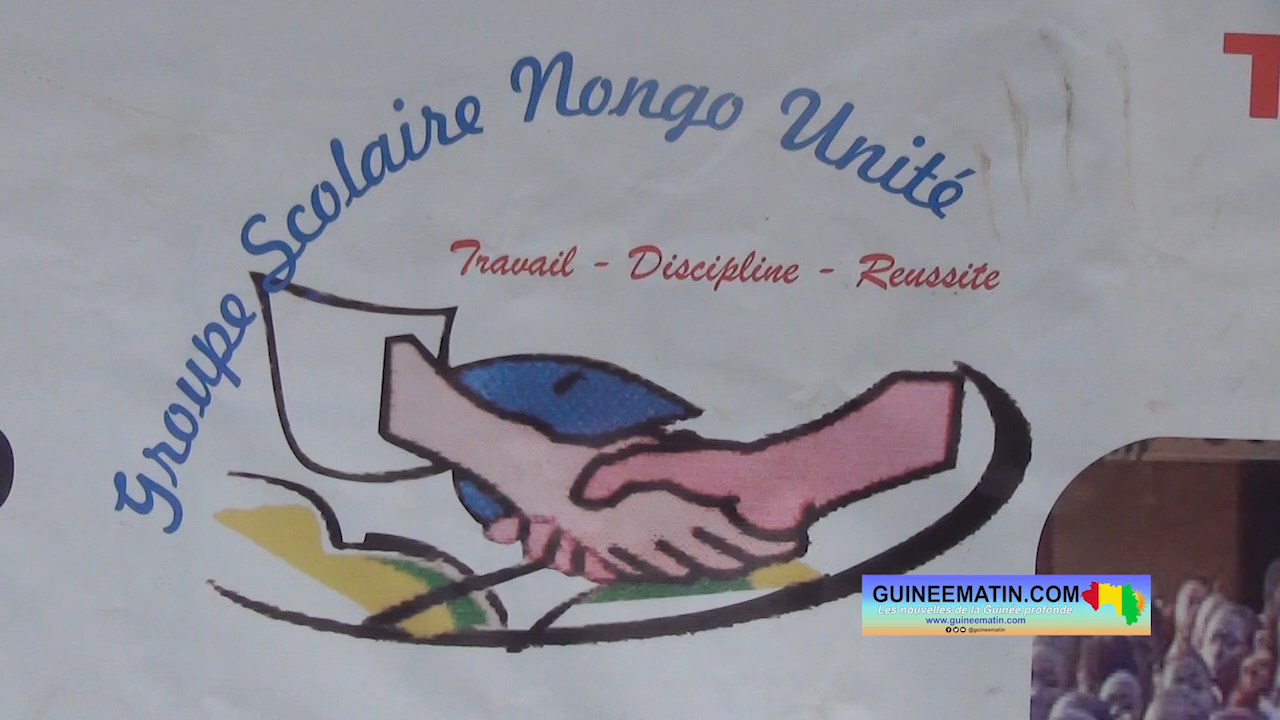 Groupe Scolaire Nongo Unité
Travail - Discipline - Reussite
T
GUINEEMATIN.COM
Les nouvelles de la Guinée profonde
www.guineematin.com
@guineematin